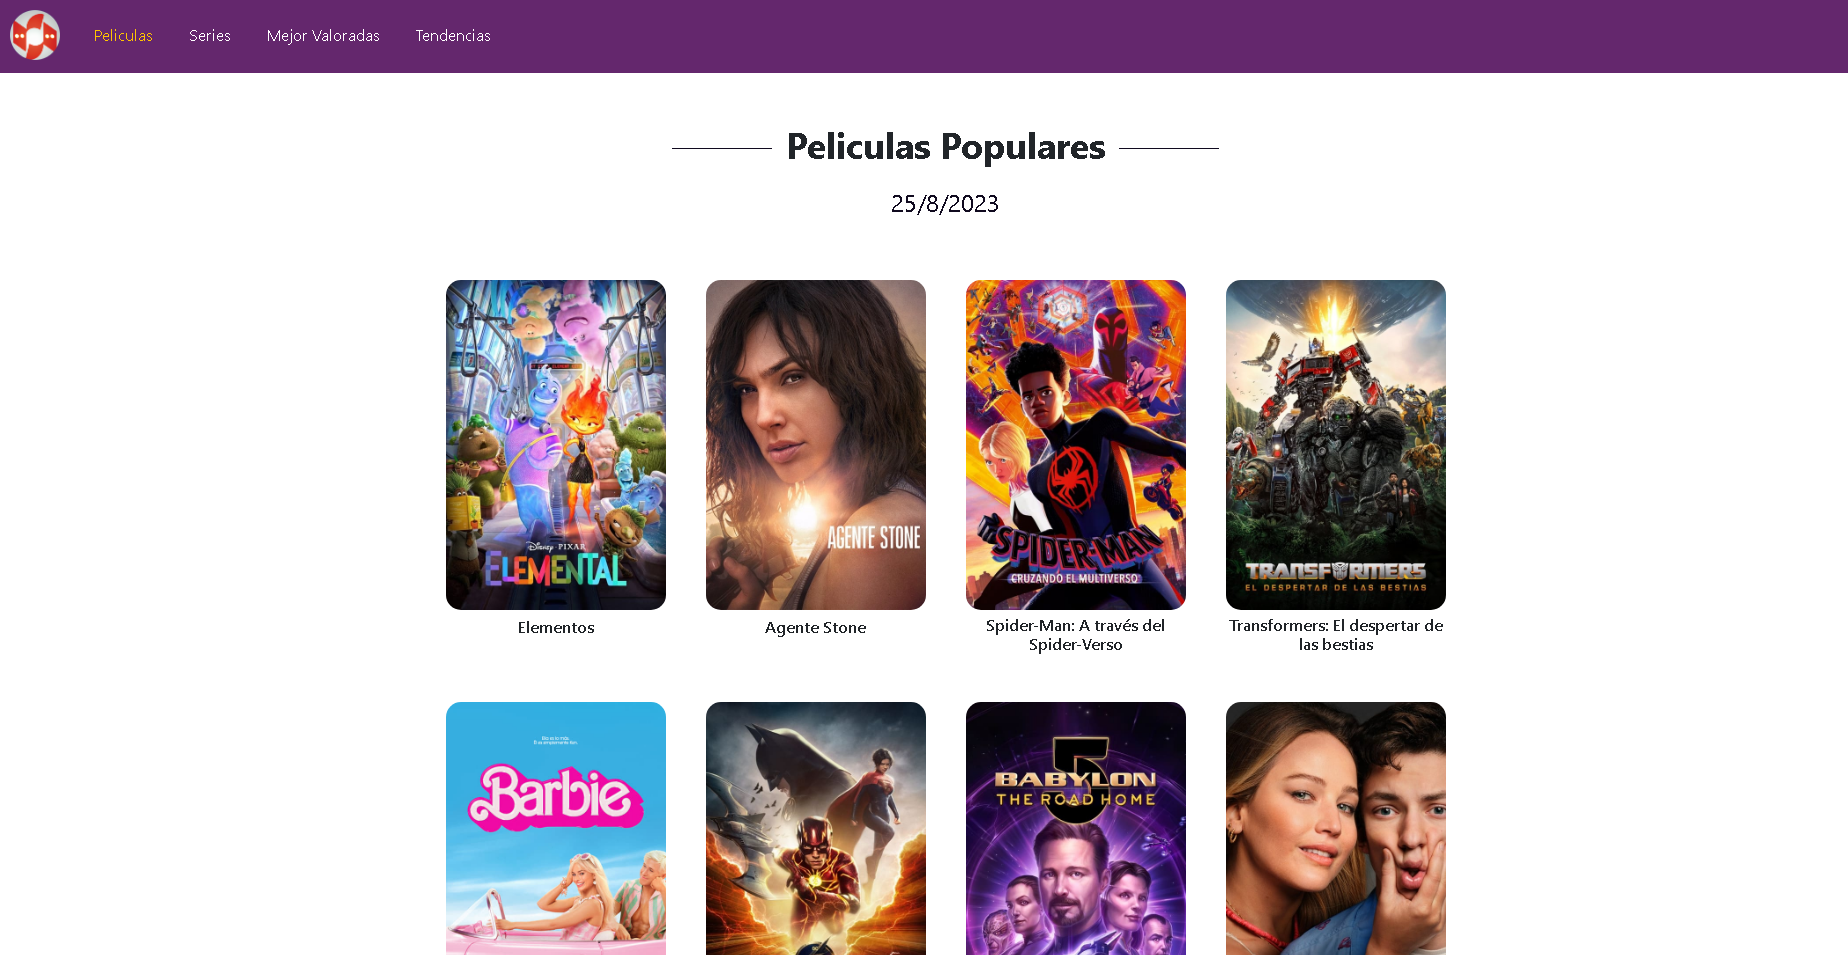 Peliculas Series Mejor Valoradas Tendencias
Peliculas Populares
25/8/2023
Disney · PIXAR
ELEMENTAL
AGENTE STONE
SPIDER-MAN
CRUZANDO EL MULTIVERSO
TRANSFORMERS
EL DESPERTAR DE LAS BESTIAS
Elementos
Agente Stone
Spider-Man: A través del
Spider-Verso
Transformers: El despertar de
las bestias
Barbie
BABYLON 5
THE ROAD HOME